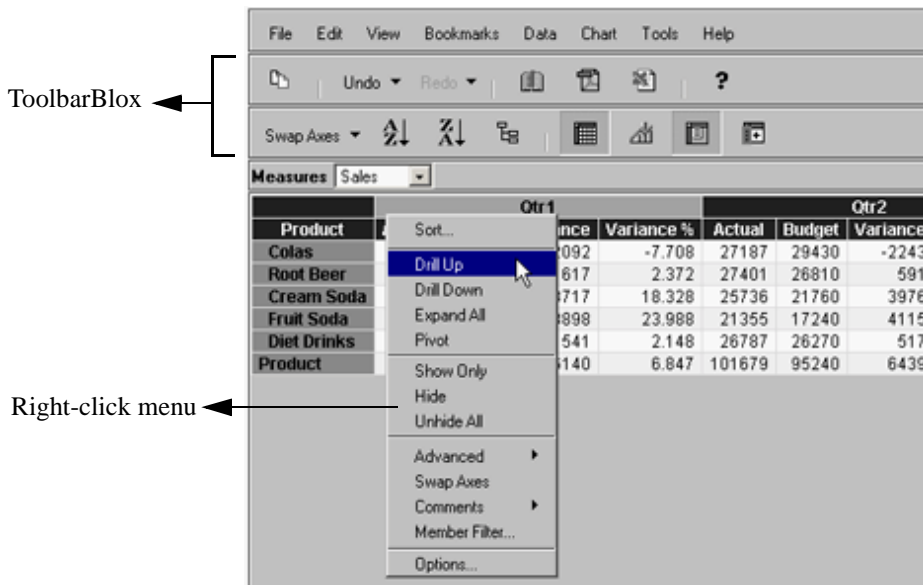 File Edit View Bookmarks Data Chart Tools Help
ToolbarBlox
Undo Redo ?
Swap Axes A Z Z A
Measures Sales
Qtr1 Qtr2
Product Variance % Actual Budget Variance
Colas 2092 -7.708 27187 29430 -2243
Root Beer 617 2.372 27401 26810 591
Cream Soda 717 18.328 25736 21760 3976
Fruit Soda 898 23.988 21355 17240 4115
Diet Drinks 541 2.148 26787 26270 517
Product 140 6.847 101679 95240 6439
Sort...
Drill Up
Drill Down
Expand All
Pivot
Show Only
Right-click menu
Hide
Unhide All
Advanced
Swap Axes
Comments
Member Filter...
Options...